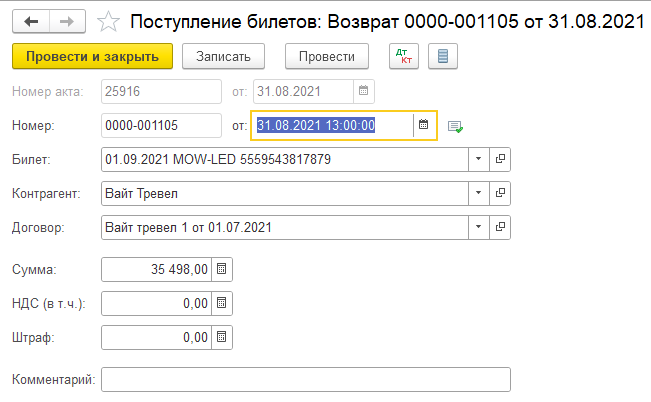 Поступление билетов: Возврат 0000-001105 от 31.08.2021
Провести и закрыть Записать Провести Дт Кт
Номер акта: 25916 от: 31.08.2021
Номер: 0000-001105 от: 31.08.2021 13:00:00
Билет: 01.09.2021 MOW-LED 5559543817879
Контрагент: Вайт Тревел
Договор: Вайт тревел 1 от 01.07.2021
Сумма: 35 498,00
НДС (в т.ч.): 0,00
Штраф: 0,00
Комментарий: